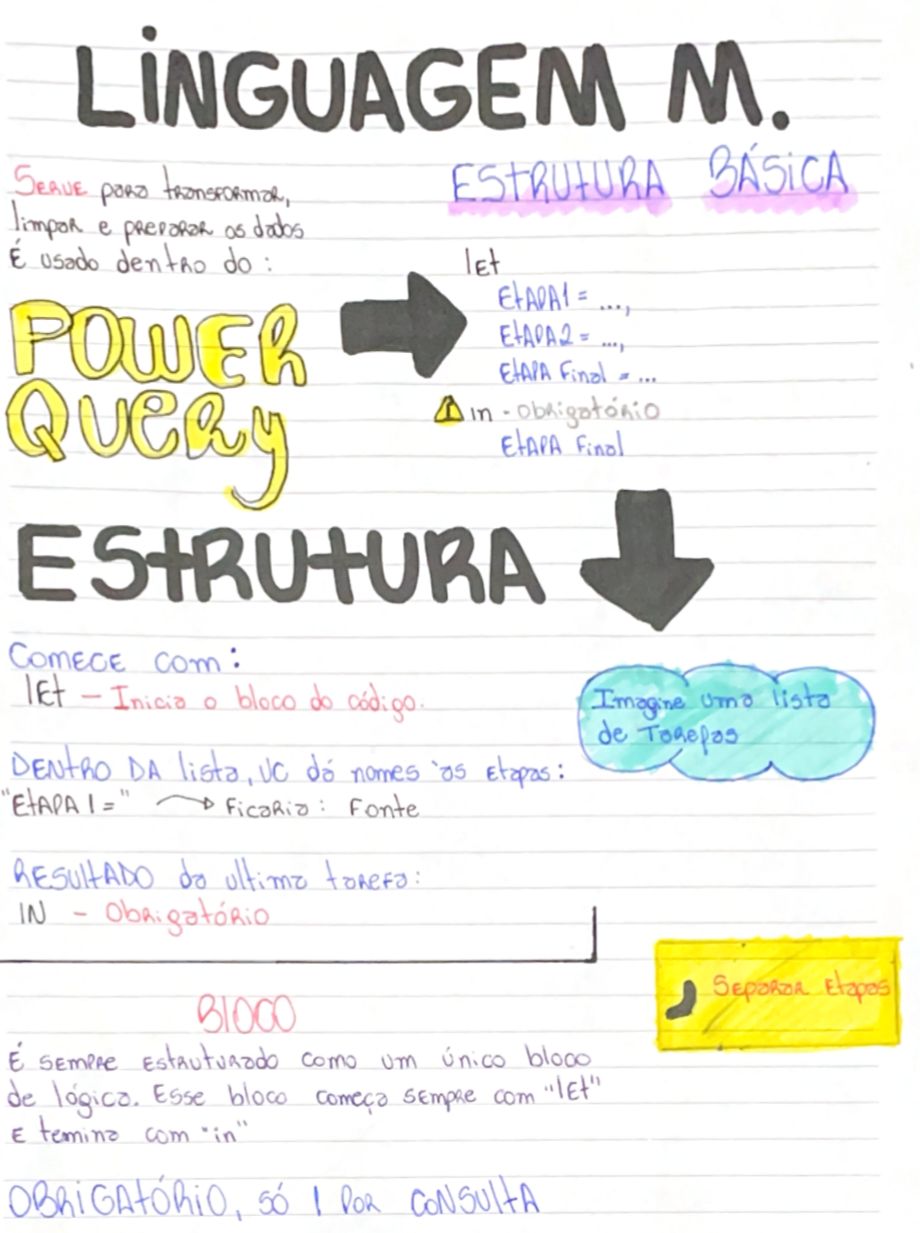 LINGUAGEM M.
SERVE para transformar,
limpar e preparar os dados
É usado dentro do:
POWER
QUERY
ESTRUTURA BÁSICA
let
ETAPA1 = ...,
ETAPA2 = ...,
ETAPA Final = ...
in - obrigatório
ETAPA Final
ESTRUTURA
COMECE com:
let - Inicia o bloco do código.
Imagine uma lista
de Tarefas
DENTRO DA lista, vc dá nomes às Etapas:
"ETAPA 1 =" → Ficaria: Fonte
RESULTADO da ultima tarefa:
IN - Obrigatório
, Separar Etapas
Bloco
É sempre estruturado como um único bloco
de lógica. Esse bloco começa sempre com "let"
E temina com "in"
OBRIGATÓRIO, só 1 por consulta